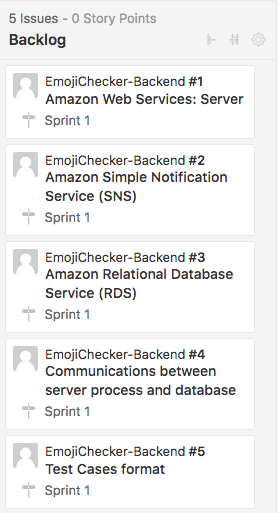 5 Issues - 0 Story Points
Backlog
EmojiChecker-Backend #1
Amazon Web Services: Server
Sprint 1
EmojiChecker-Backend #2
Amazon Simple Notification
Service (SNS)
Sprint 1
EmojiChecker-Backend #3
Amazon Relational Database
Service (RDS)
Sprint 1
EmojiChecker-Backend #4
Communications between
server process and database
Sprint 1
EmojiChecker-Backend #5
Test Cases format
Sprint 1